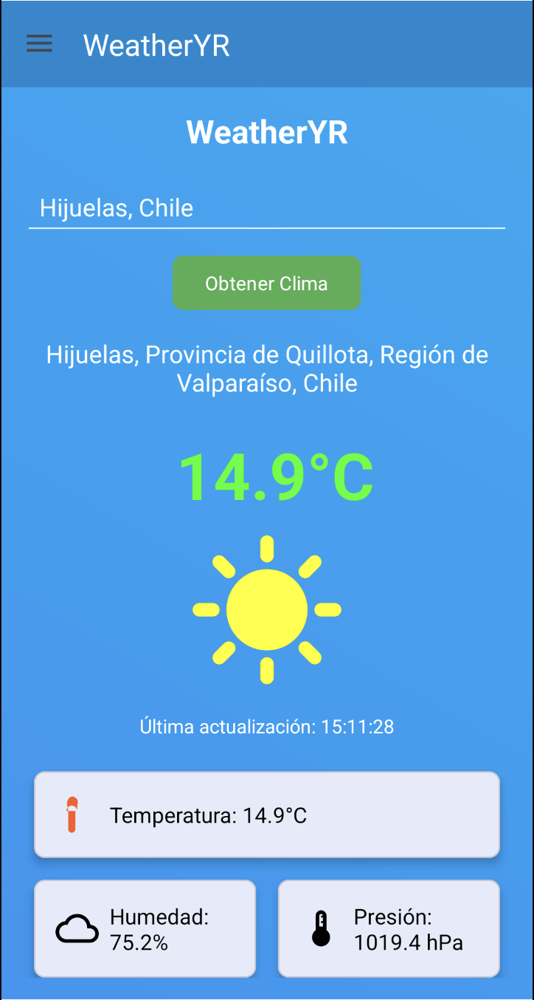 WeatherYR
WeatherYR
Hijuelas, Chile
Obtener Clima
Hijuelas, Provincia de Quillota, Región de
Valparaíso, Chile
14.9°C
Última actualización: 15:11:28
Temperatura: 14.9°C
Humedad:
75.2%
Presión:
1019.4 hPa